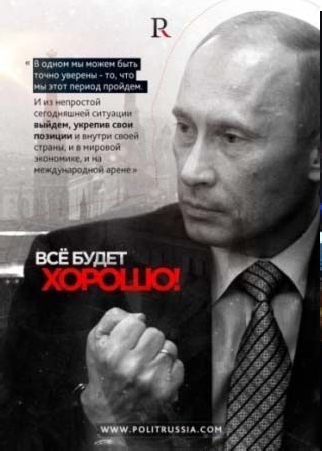 R
« В одном мы можем быть
точно уверены - то, что
мы этот период пройдем.
И из непростой
сегодняшней ситуации
выйдем, укрепив свои
позиции и внутри своей
страны, и в мировой
экономике, и на
международной арене »
ВСЁ БУДЕТ
ХОРОШО!
WWW.POLITRUSSIA.COM